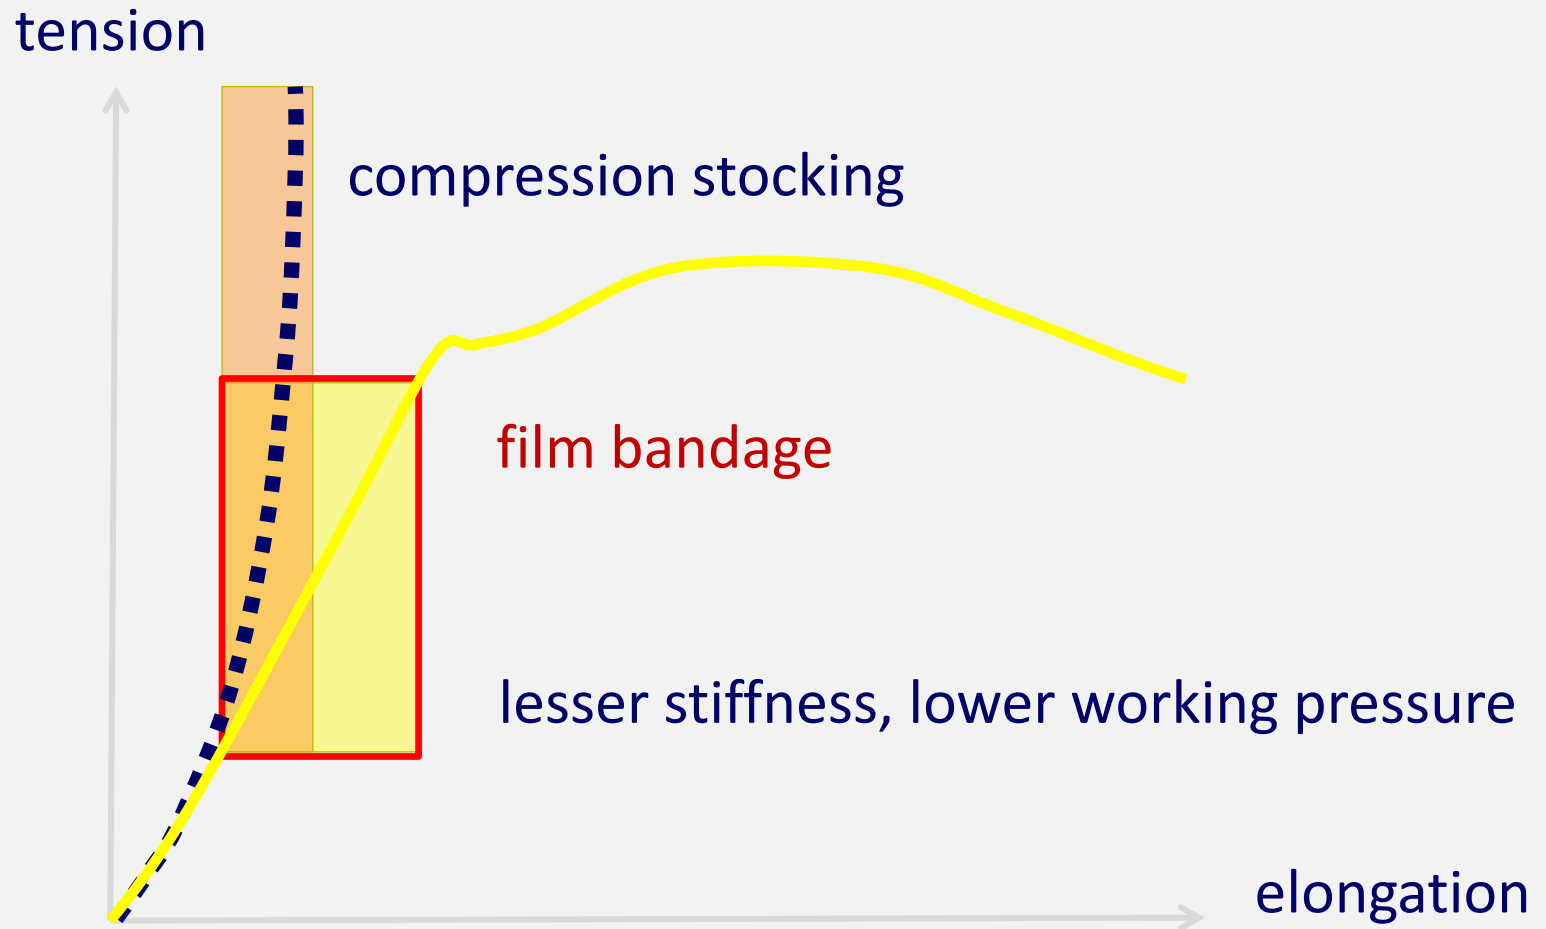 tension
compression stocking
film bandage
lesser stiffness, lower working pressure
elongation